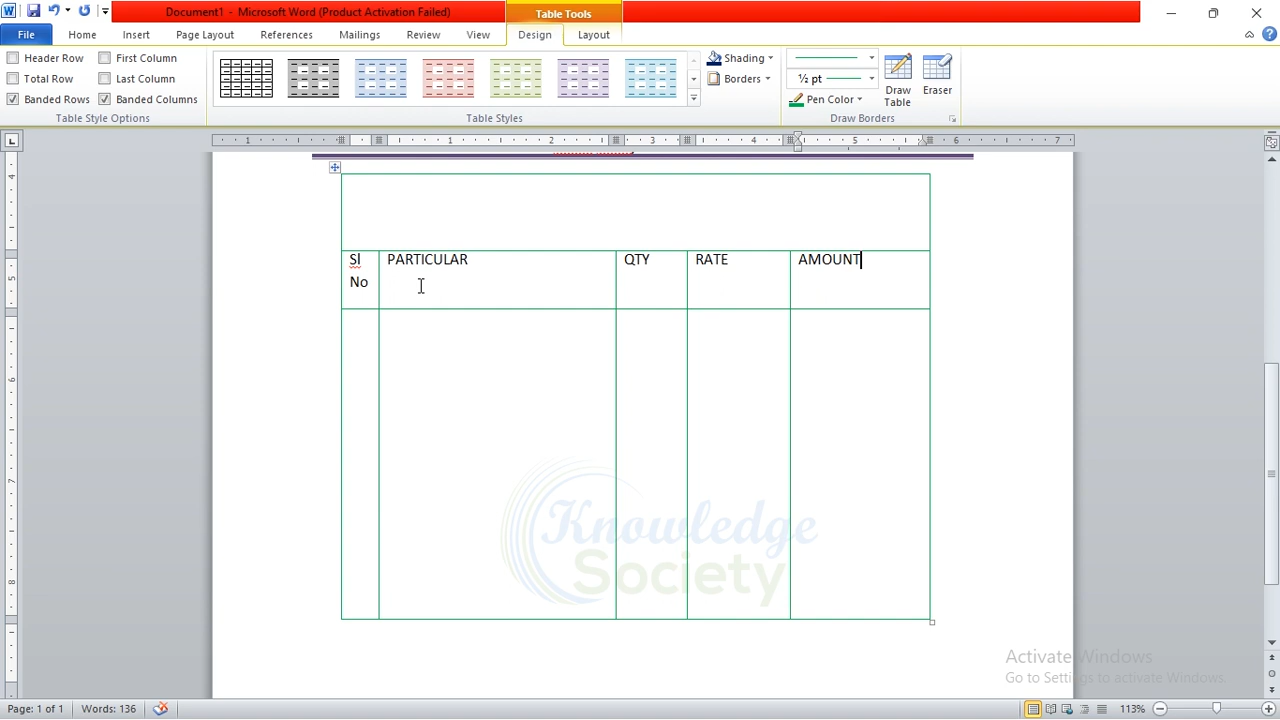 Document1 - Microsoft Word (Product Activation Failed)
Table Tools
File
Home
Insert
Page Layout
References
Mailings
Review
View
Design
Layout
Header Row
First Column
Total Row
Last Column
Banded Rows
Banded Columns
Table Style Options
Table Styles
Shading
Borders
½ pt
Pen Color
Draw Table
Eraser
Draw Borders
Sl No
PARTICULAR
QTY
RATE
AMOUNT
Knowledge
Society
Activate Windows
Go to Settings to activate Windows.
Page: 1 of 1
Words: 136
113%